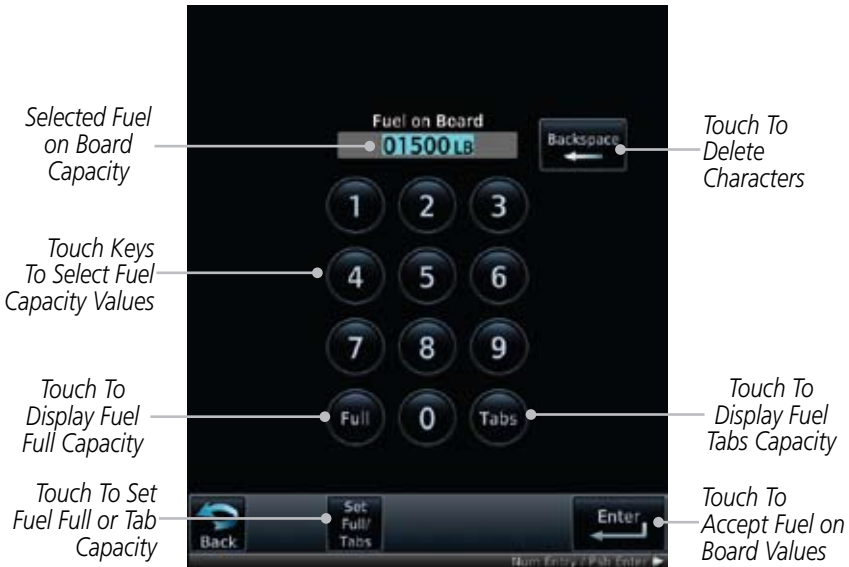 Selected Fuel
on Board
Capacity
Fuel on Board
01500 LB
Backspace
Touch To
Delete
Characters
1 2 3
Touch Keys
To Select Fuel
Capacity Values
4 5 6
7 8 9
Touch To
Display Fuel
Full Capacity
Full 0 Tabs
Touch To
Display Fuel
Tabs Capacity
Touch To Set
Fuel Full or Tab
Capacity
Back
Set
Full/
Tabs
Enter
Touch To
Accept Fuel on
Board Values
Num Entry / Psh Enter